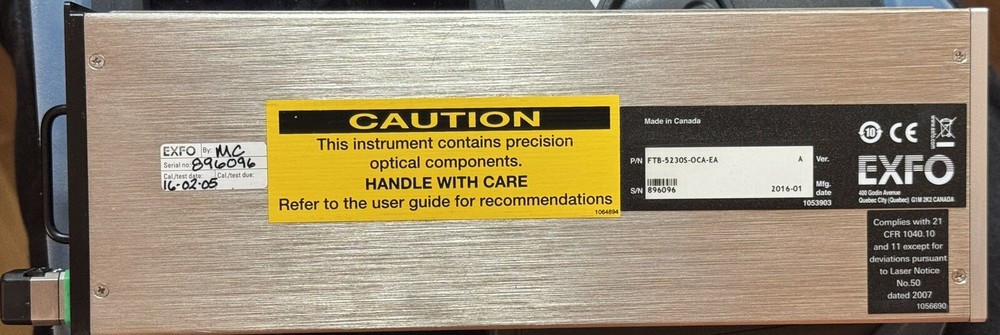 EXFO By: MC
Serial no: 896096
Cal./test date: Cal./test due:
16-02-05
CAUTION
This instrument contains precision
optical components.
HANDLE WITH CARE
Refer to the user guide for recommendations
1064894
Made in Canada
P/N FTB-5230S-OCA-EA A Ver.
S/N 896096 2016-01 Mfg. date
1053903
10 CE
EXFO
400 Godin Avenue
Quebec City (Quebec) G1M 2K2 CANADA
Complies with 21
CFR 1040.10
and 11 except for
deviations pursuant
to Laser Notice
No.50
dated 2007
1056690